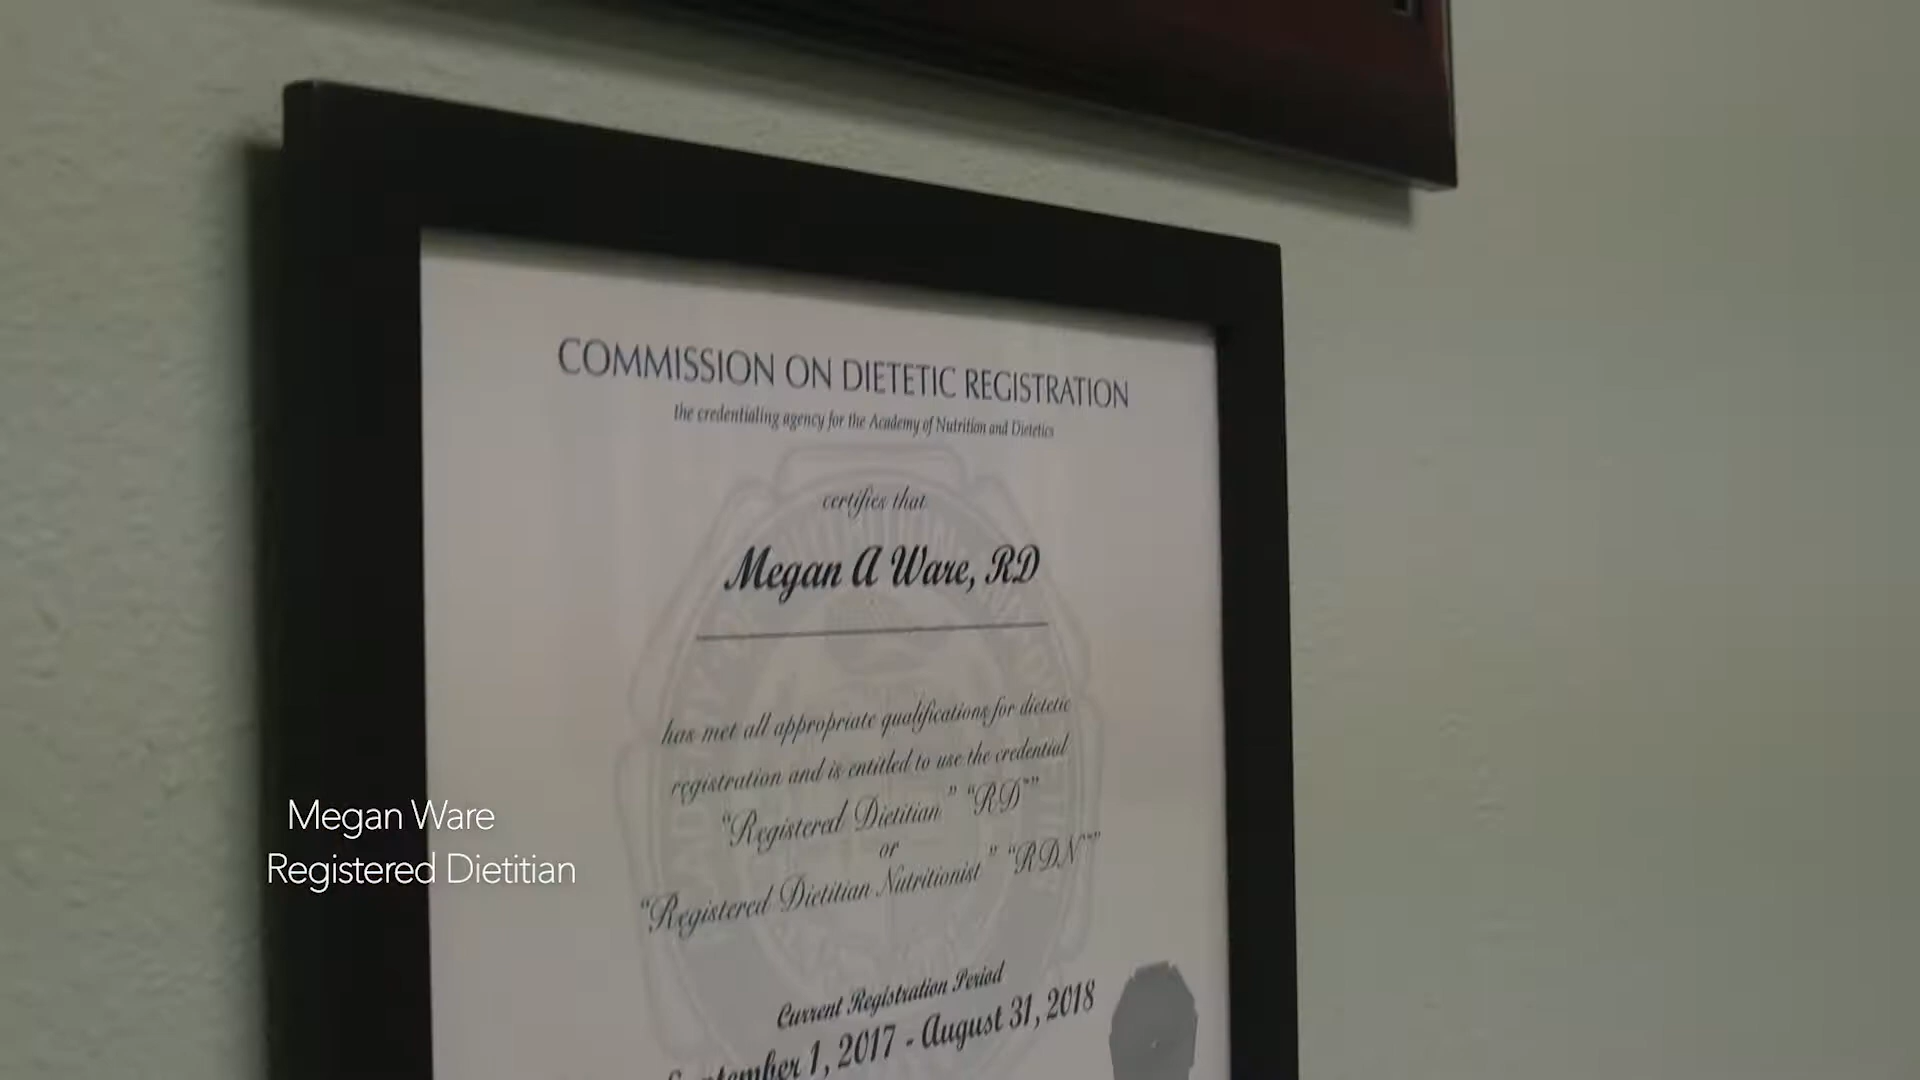 COMMISSION ON DIETETIC REGISTRATION
the credentialing agency for the Academy of Nutrition and Dietetics
certifies that
Megan A Ware, RD
has met all appropriate qualifications for dietetic
registration and is entitled to use the credential
"Registered Dietitian" "RD"
or
"Registered Dietitian Nutritionist" "RDN"
Current Registration Period
September 1, 2017 - August 31, 2018
Megan Ware
Registered Dietitian